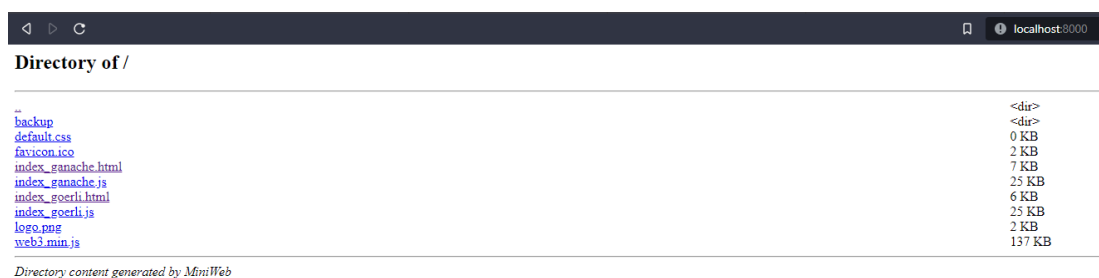 localhost:8000
Directory of /
.. <dir>
backup <dir>
default.css 0 KB
favicon.ico 2 KB
index_ganache.html 7 KB
index_ganache.js 25 KB
index_goerli.html 6 KB
index_goerli.js 25 KB
logo.png 2 KB
web3.min.js 137 KB
Directory content generated by MiniWeb